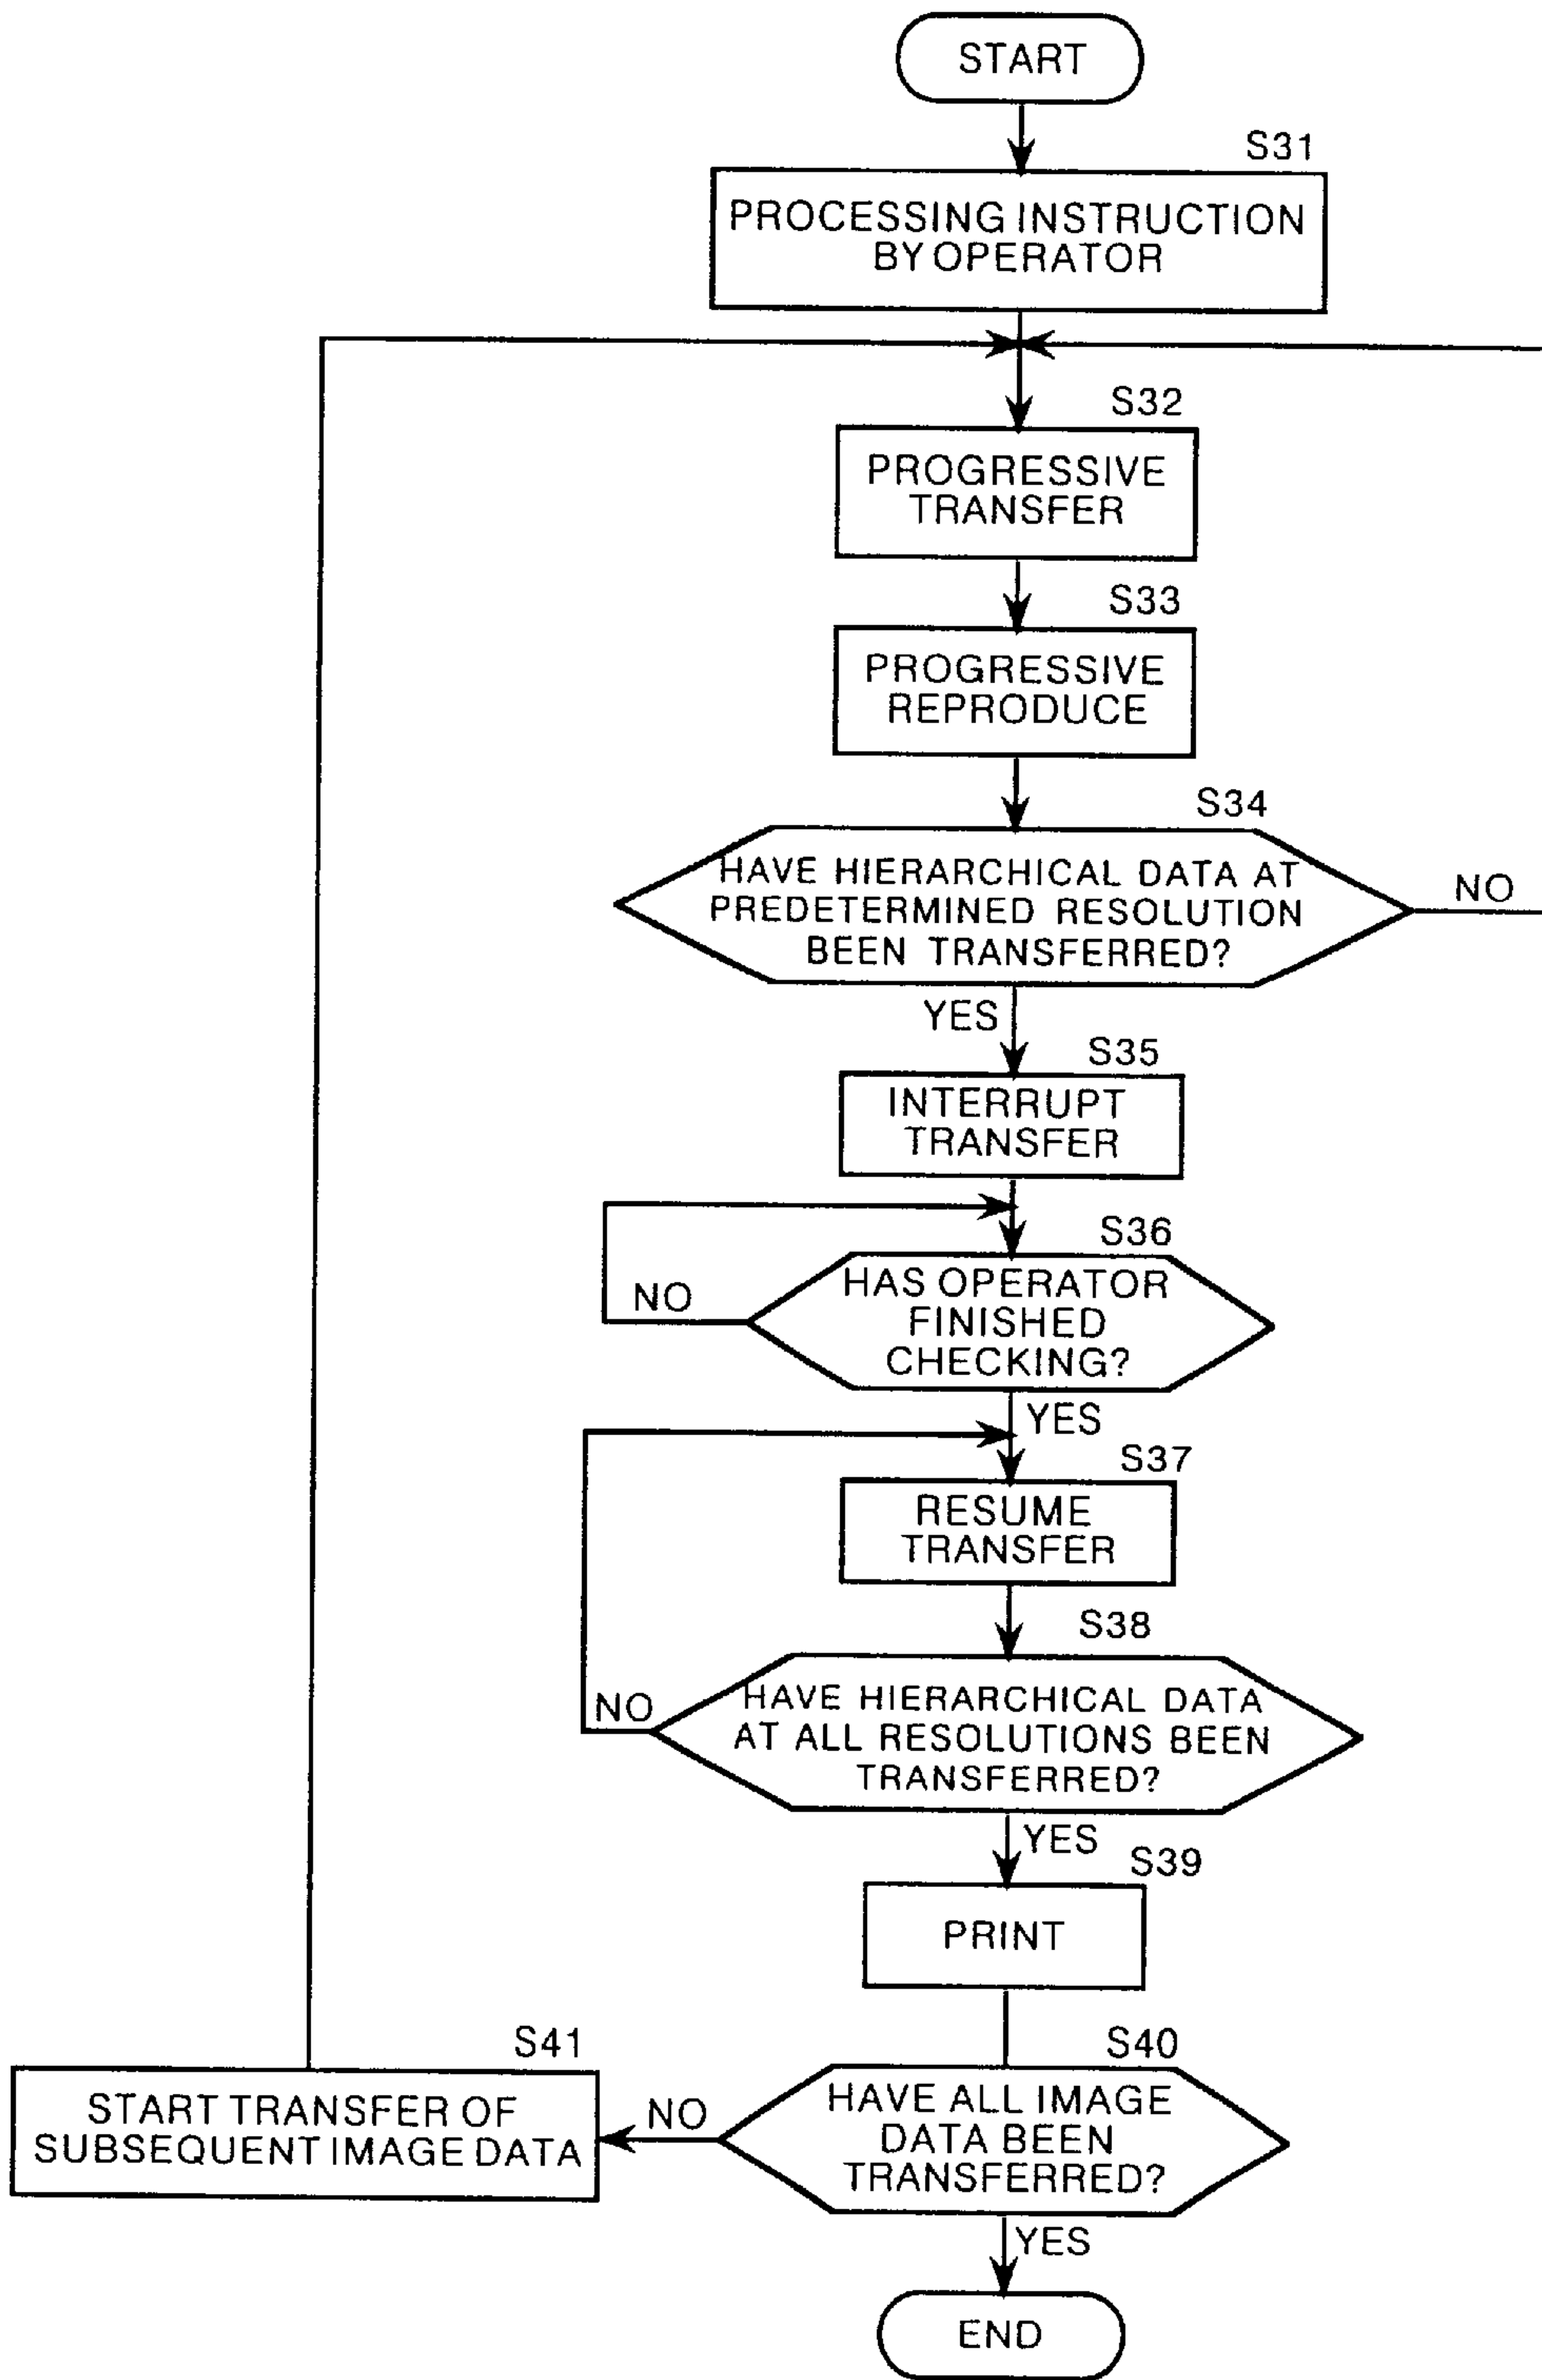 START
S31
PROCESSING INSTRUCTION
BY OPERATOR
S32
PROGRESSIVE
TRANSFER
S33
PROGRESSIVE
REPRODUCE
S34
HAVE HIERARCHICAL DATA AT
PREDETERMINED RESOLUTION
BEEN TRANSFERRED?
NO
YES
S35
INTERRUPT
TRANSFER
S36
HAS OPERATOR
FINISHED
CHECKING?
NO
YES
S37
RESUME
TRANSFER
S38
HAVE HIERARCHICAL DATA
AT ALL RESOLUTIONS BEEN
TRANSFERRED?
NO
YES
S39
PRINT
S40
HAVE ALL IMAGE
DATA BEEN
TRANSFERRED?
NO
S41
START TRANSFER OF
SUBSEQUENT IMAGE DATA
YES
END